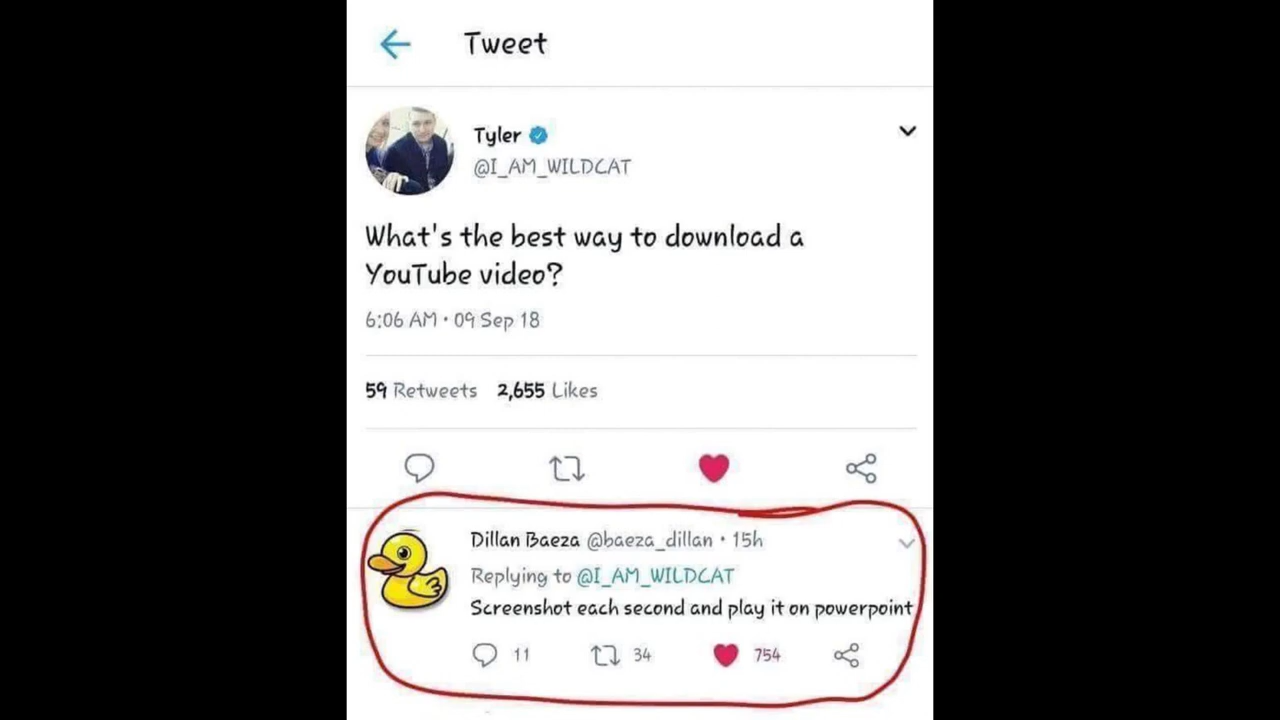 Tweet
Tyler
@I_AM_WILDCAT
What's the best way to download a
YouTube video?
6:06 AM • 09 Sep 18
59 Retweets 2,655 Likes
Dillan Baeza @baeza_dillan • 15h
Replying to @I_AM_WILDCAT
Screenshot each second and play it on powerpoint
11 34 754